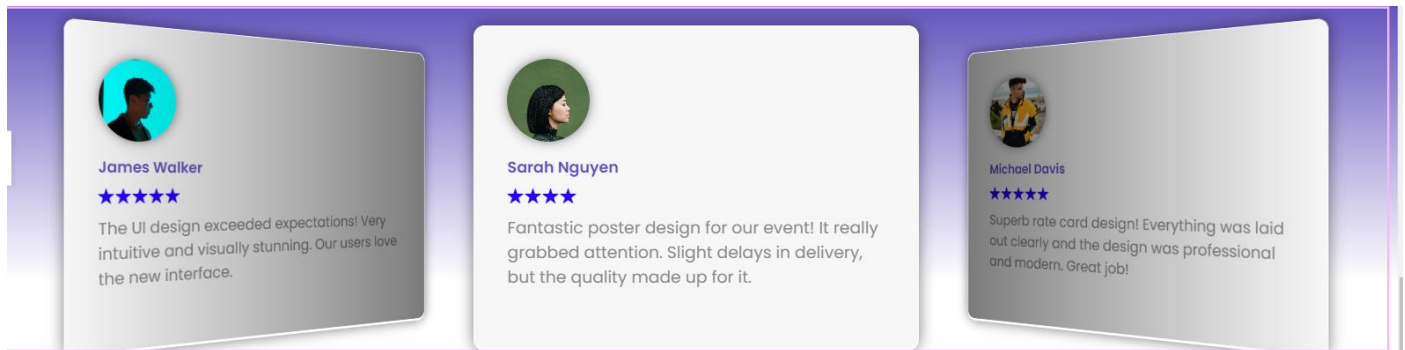 James Walker
★★★★★
The UI design exceeded expectations! Very
intuitive and visually stunning. Our users love
the new interface.
Sarah Nguyen
★★★★
Fantastic poster design for our event! It really
grabbed attention. Slight delays in delivery,
but the quality made up for it.
Michael Davis
★★★★★
Superb rate card design! Everything was laid
out clearly and the design was professional
and modern. Great job!